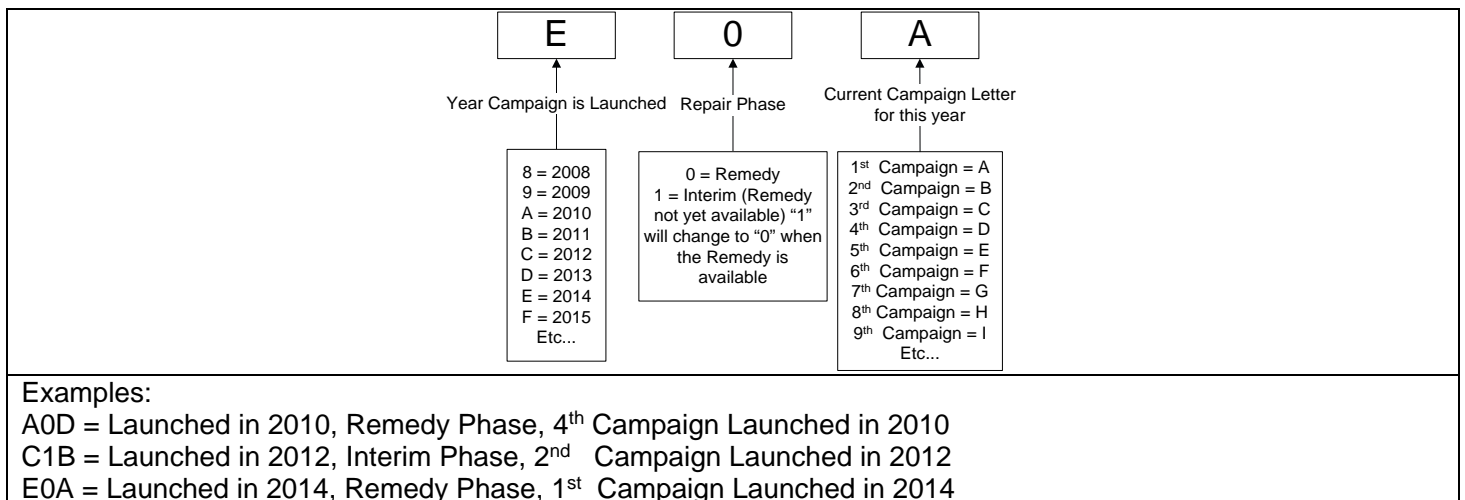 E 0 A
Year Campaign is Launched Repair Phase Current Campaign Letter
for this year
8 = 2008
9 = 2009
A = 2010
B = 2011
C = 2012
D = 2013
E = 2014
F = 2015
Etc...
0 = Remedy
1 = Interim (Remedy
not yet available) “1”
will change to “0” when
the Remedy is
available
1st Campaign = A
2nd Campaign = B
3rd Campaign = C
4th Campaign = D
5th Campaign = E
6th Campaign = F
7th Campaign = G
8th Campaign = H
9th Campaign = I
Etc...
Examples:
A0D = Launched in 2010, Remedy Phase, 4th Campaign Launched in 2010
C1B = Launched in 2012, Interim Phase, 2nd Campaign Launched in 2012
E0A = Launched in 2014, Remedy Phase, 1st Campaign Launched in 2014